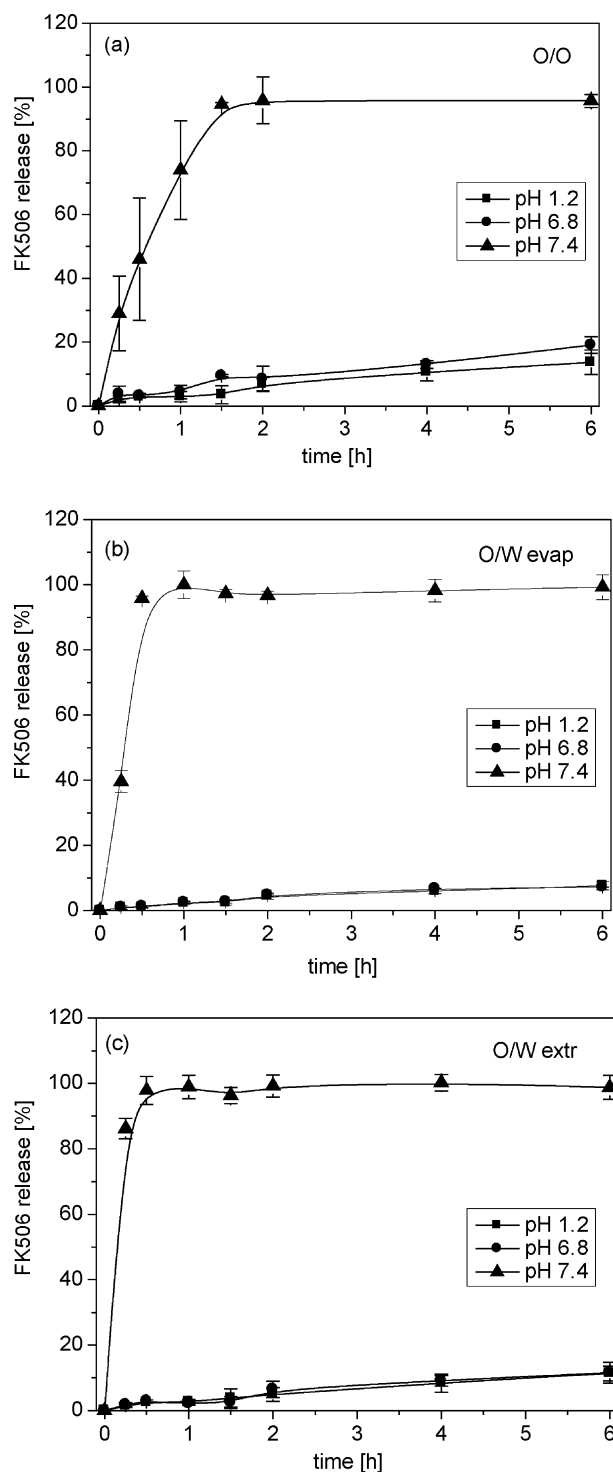 (a)
O/O
120
100
80
60
40
20
0
FK506 release [%]
pH 1.2
pH 6.8
pH 7.4
0 1 2 3 4 5 6
time [h]
(b)
O/W evap
120
100
80
60
40
20
0
FK506 release [%]
pH 1.2
pH 6.8
pH 7.4
0 1 2 3 4 5 6
time [h]
(c)
O/W extr
120
100
80
60
40
20
0
FK506 release [%]
pH 1.2
pH 6.8
pH 7.4
0 1 2 3 4 5 6
time [h]